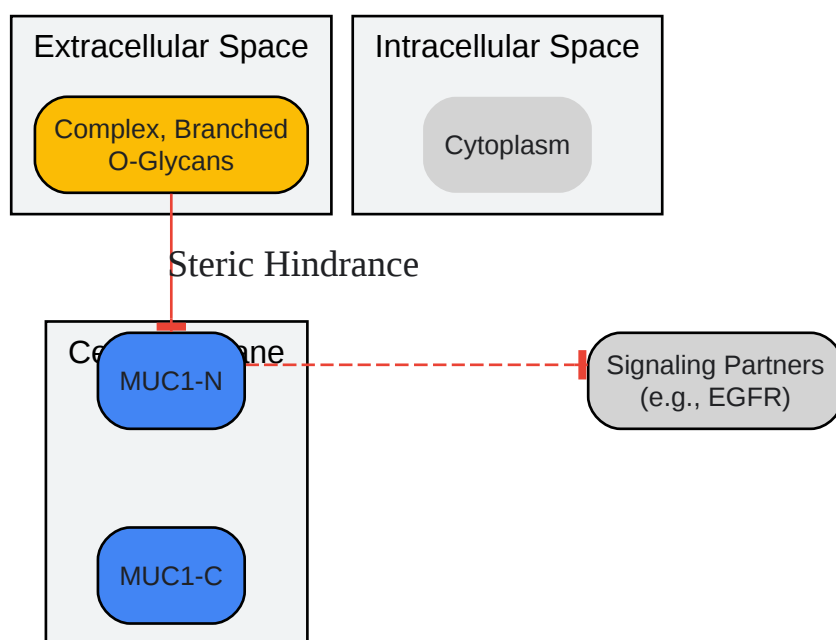 Extracellular Space
Intracellular Space
Complex, Branched
O-Glycans
Cytoplasm
Steric Hindrance
MUC1-N
Signaling Partners
(e.g., EGFR)
MUC1-C